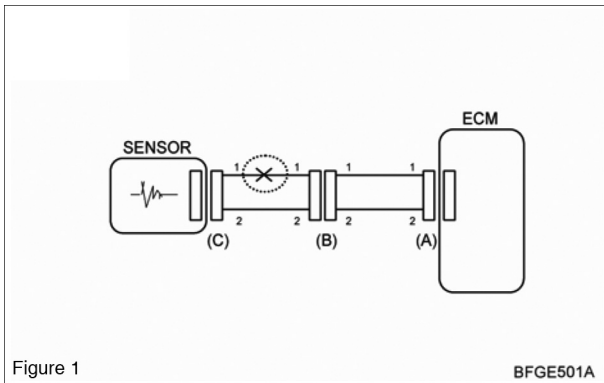 ECM
SENSOR
1 1 1 1
2 2 2 2
(C) (B) (A)
Figure 1
BFGE501A